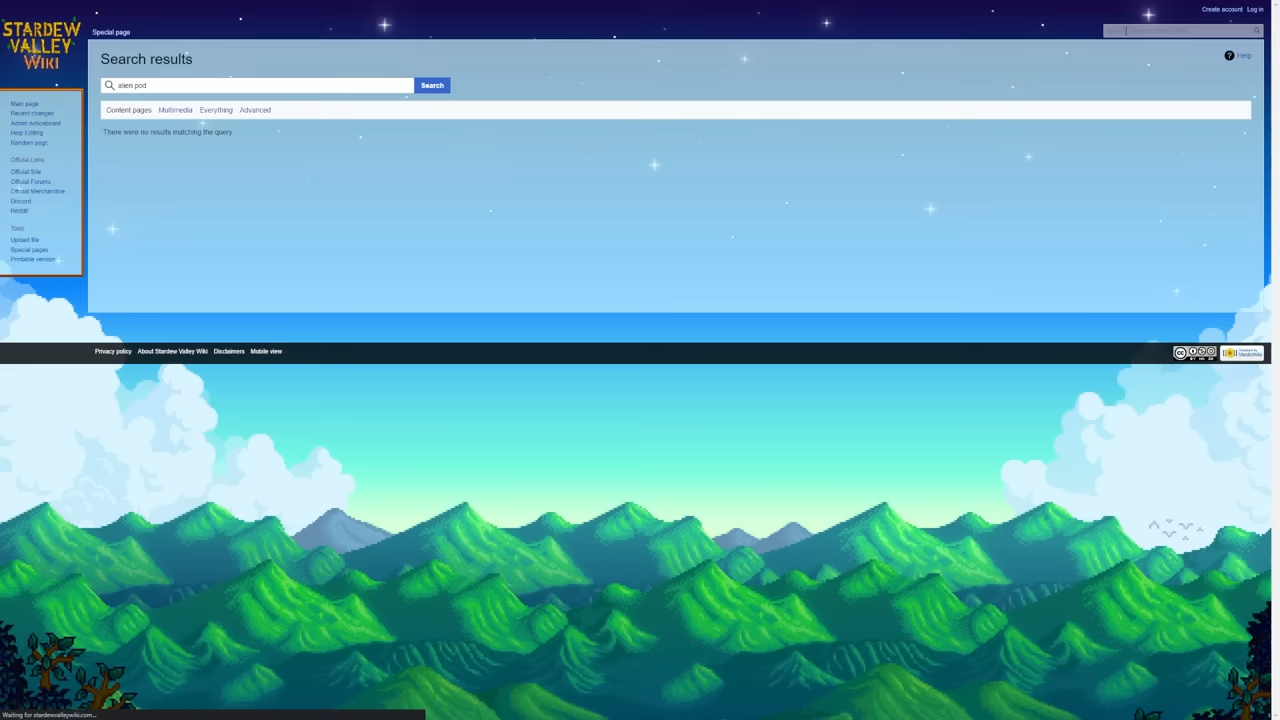 Create account Log in
STARDEW
VALLEY
WIKI
Special page
Search results
Help
alien pod
Search
Content pages Multimedia Everything Advanced
There were no results matching the query.
Main page
Recent changes
Admin noticeboard
Help Editing
Random page
Official Links
Official Site
Official Forums
Official Merchandise
Discord
Reddit
Tools
Upload file
Special pages
Printable version
Privacy policy About Stardew Valley Wiki Disclaimers Mobile view
Waiting for stardewvalleywiki.com...